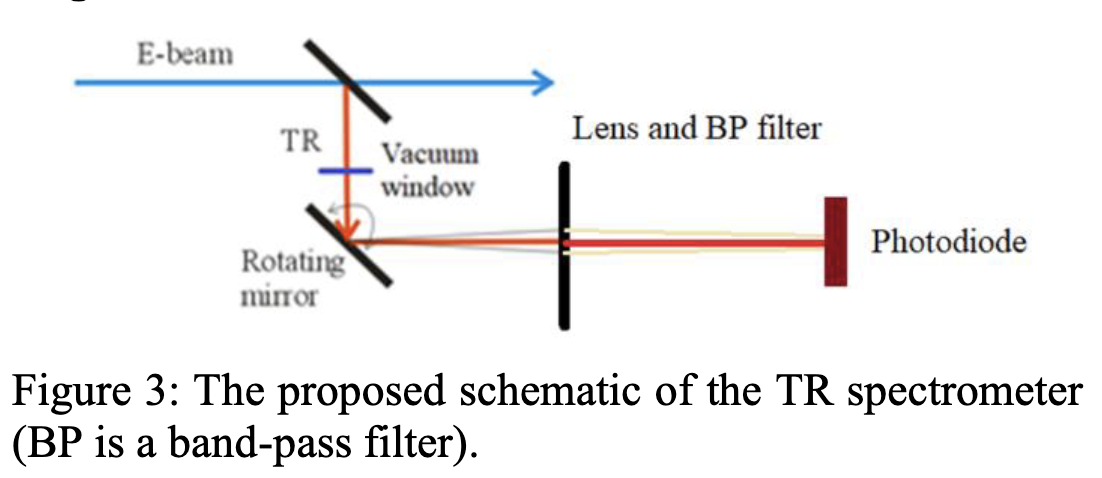 E-beam
Lens and BP filter
TR
Vacuum
window
Rotating
mirror
Photodiode
Figure 3: The proposed schematic of the TR spectrometer
(BP is a band-pass filter).